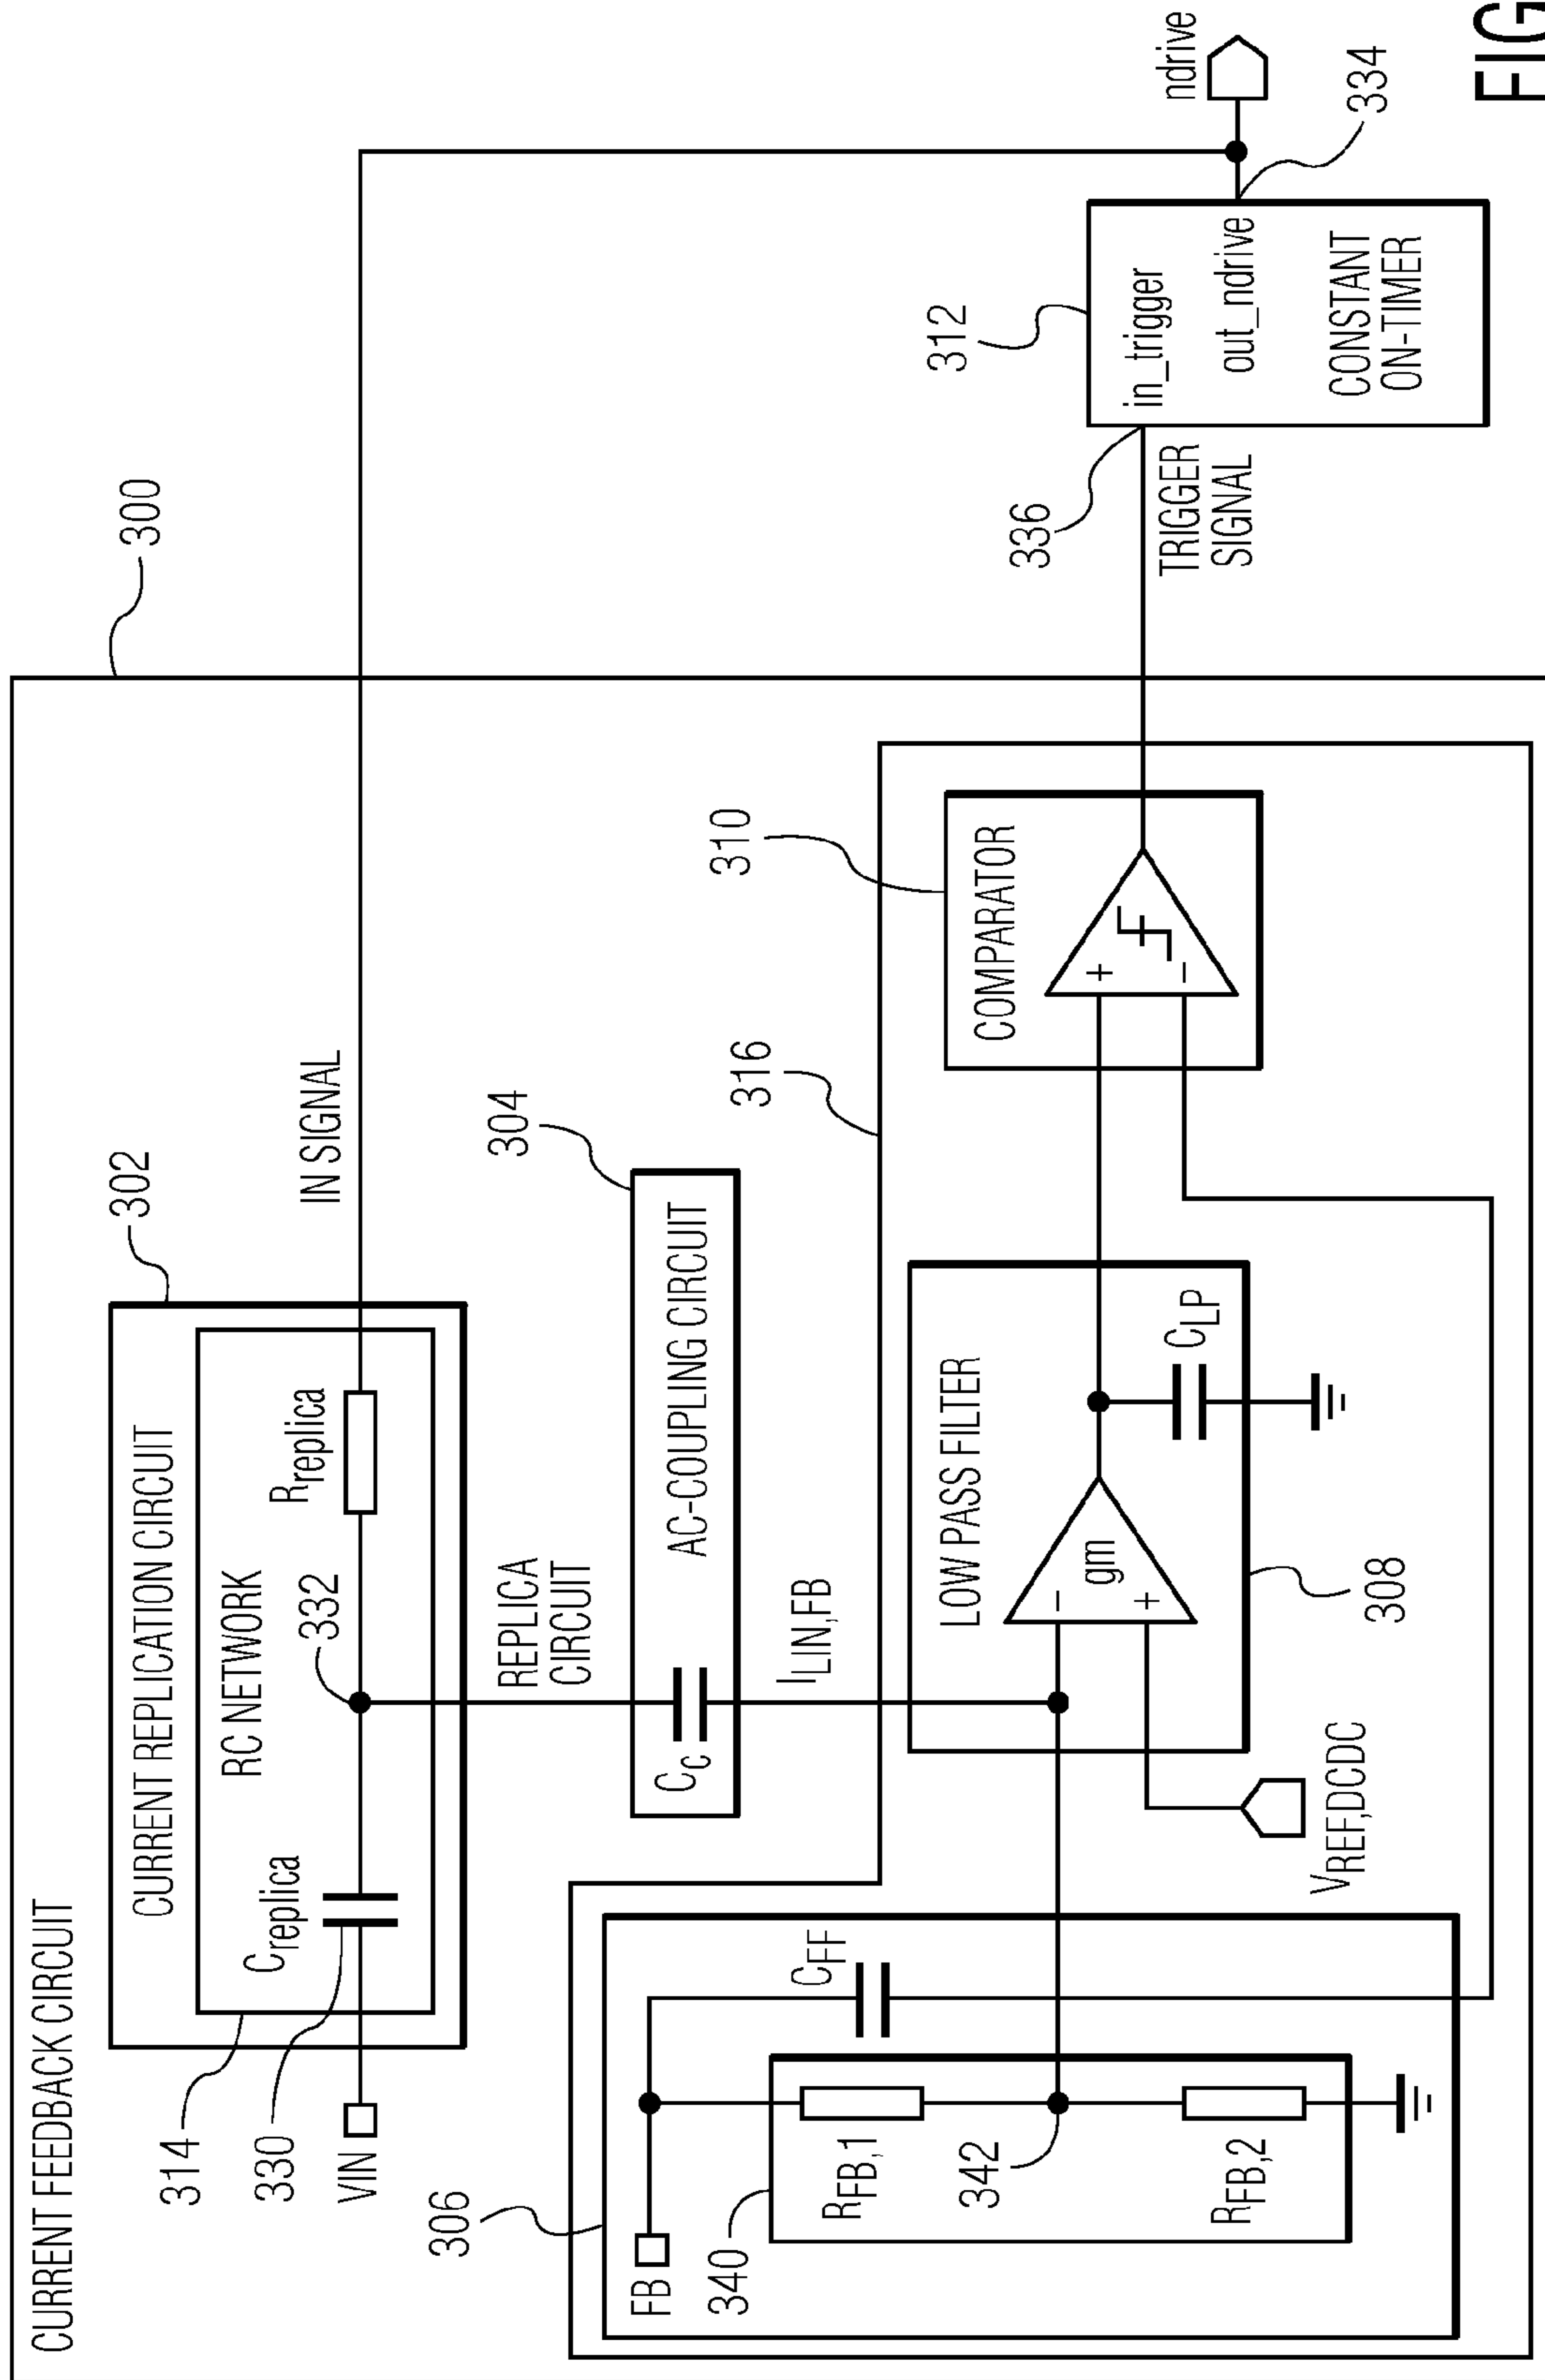 CURRENT FEEDBACK CIRCUIT
300
302
CURRENT REPLICATION CIRCUIT
314
RC NETWORK
Creplica
332
Rreplica
330
VIN
IN SIGNAL
REPLICA
CIRCUIT
304
CC
AC-COUPLING CIRCUIT
ILIN,FB
316
306
FB
340
CFF
RFB,1
342
RFB,2
LOW PASS FILTER
gm
−
+
CLP
308
VREF,DCDC
310
COMPARATOR
+
−
312
336
TRIGGER
SIGNAL
in_trigger
out_ndrive
CONSTANT
ON-TIMER
ndrive
334
FIG